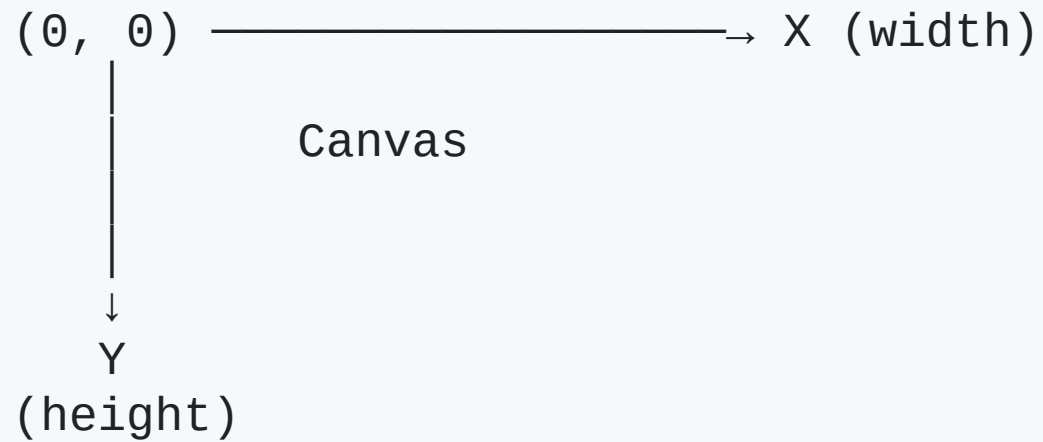 (0, 0) ──────────────────→ X (width)
│
│ Canvas
│
│
↓
Y
(height)